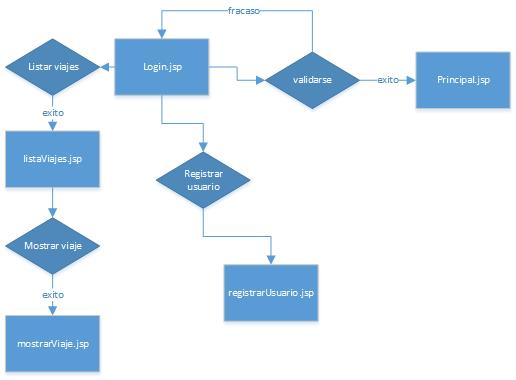 fracaso
Listar viajes
Login.jsp
validarse
exito
Principal.jsp
exito
listaViajes.jsp
Registrar
usuario
Mostrar viaje
exito
registrarUsuario.jsp
mostrarViaje.jsp